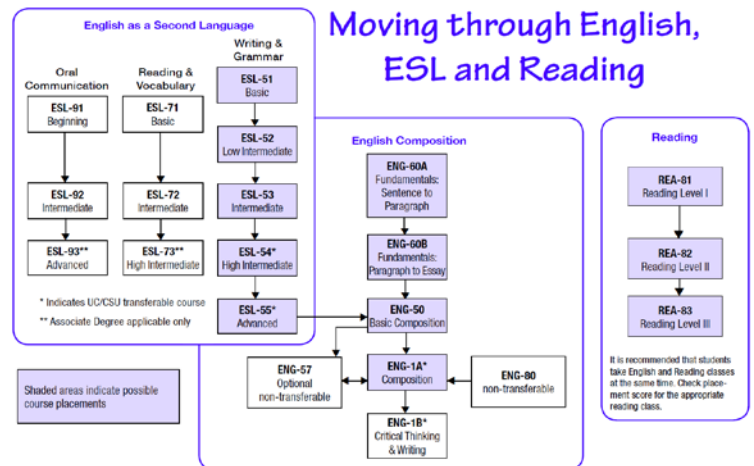 Moving through English,
ESL and Reading
English as a Second Language
Oral
Communication
ESL-91
Beginning
ESL-92
Intermediate
ESL-93**
Advanced
Reading &
Vocabulary
ESL-71
Basic
ESL-72
Intermediate
ESL-73**
High Intermediate
Writing &
Grammar
ESL-51
Basic
ESL-52
Low Intermediate
ESL-53
Intermediate
ESL-54*
High Intermediate
ESL-55*
Advanced
* Indicates UC/CSU transferable course
** Associate Degree applicable only
Shaded areas indicate possible
course placements
English Composition
ENG-60A
Fundamentals:
Sentence to
Paragraph
ENG-60B
Fundamentals:
Paragraph to Essay
ENG-50
Basic Composition
ENG-57
Optional
non-transferable
ENG-1A*
Composition
ENG-80
non-transferable
ENG-1B*
Critical Thinking
& Writing
Reading
REA-81
Reading Level I
REA-82
Reading Level II
REA-83
Reading Level III
It is recommended that students
take English and Reading classes
at the same time. Check place-
ment score for the appropriate
reading class.